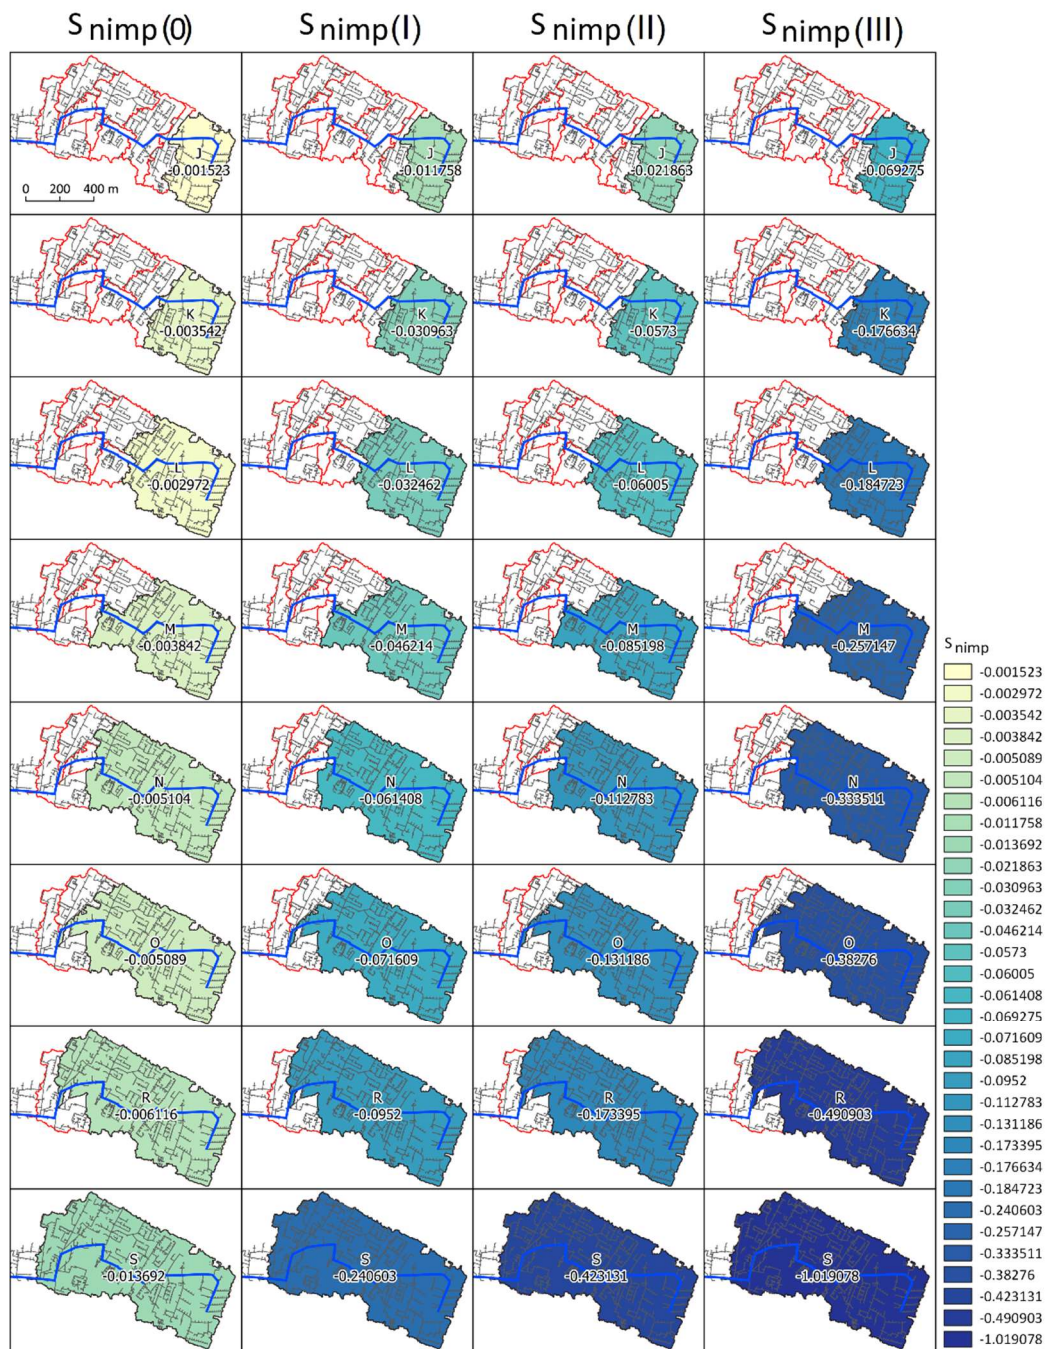 S nimp(0) S nimp(I) S nimp(II) S nimp(III)
J J J J
-0.001523 -0.011758 -0.021863 -0.069275
0 200 400 m
K K K K
-0.003542 -0.030963 -0.0573 -0.176634
L L L L
-0.002972 -0.032462 -0.06005 -0.184723
M M M M
-0.003842 -0.046214 -0.085198 -0.257147
N N N N
-0.005104 -0.061408 -0.112783 -0.333511
O O O O
-0.005089 -0.071609 -0.131186 -0.38276
R R R R
-0.006116 -0.0952 -0.173395 -0.490903
S S S S
-0.013692 -0.240603 -0.423131 -1.019078
S nimp
-0.001523
-0.002972
-0.003542
-0.003842
-0.005089
-0.005104
-0.006116
-0.011758
-0.013692
-0.021863
-0.030963
-0.032462
-0.046214
-0.0573
-0.06005
-0.061408
-0.069275
-0.071609
-0.085198
-0.0952
-0.112783
-0.131186
-0.173395
-0.176634
-0.184723
-0.240603
-0.257147
-0.333511
-0.38276
-0.423131
-0.490903
-1.019078